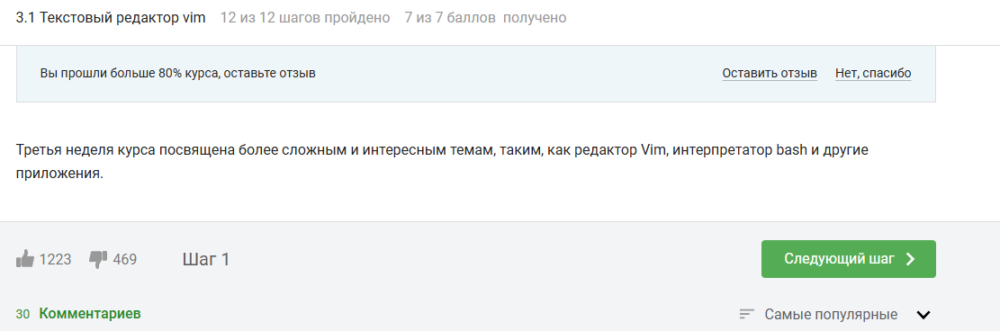 3.1 Текстовый редактор vim 12 из 12 шагов пройдено 7 из 7 баллов получено
Вы прошли больше 80% курса, оставьте отзыв Оставить отзыв Нет, спасибо
Третья неделя курса посвящена более сложным и интересным темам, таким, как редактор Vim, интерпретатор bash и другие
приложения.
1223 469 Шаг 1 Следующий шаг
30 Комментариев Самые популярные